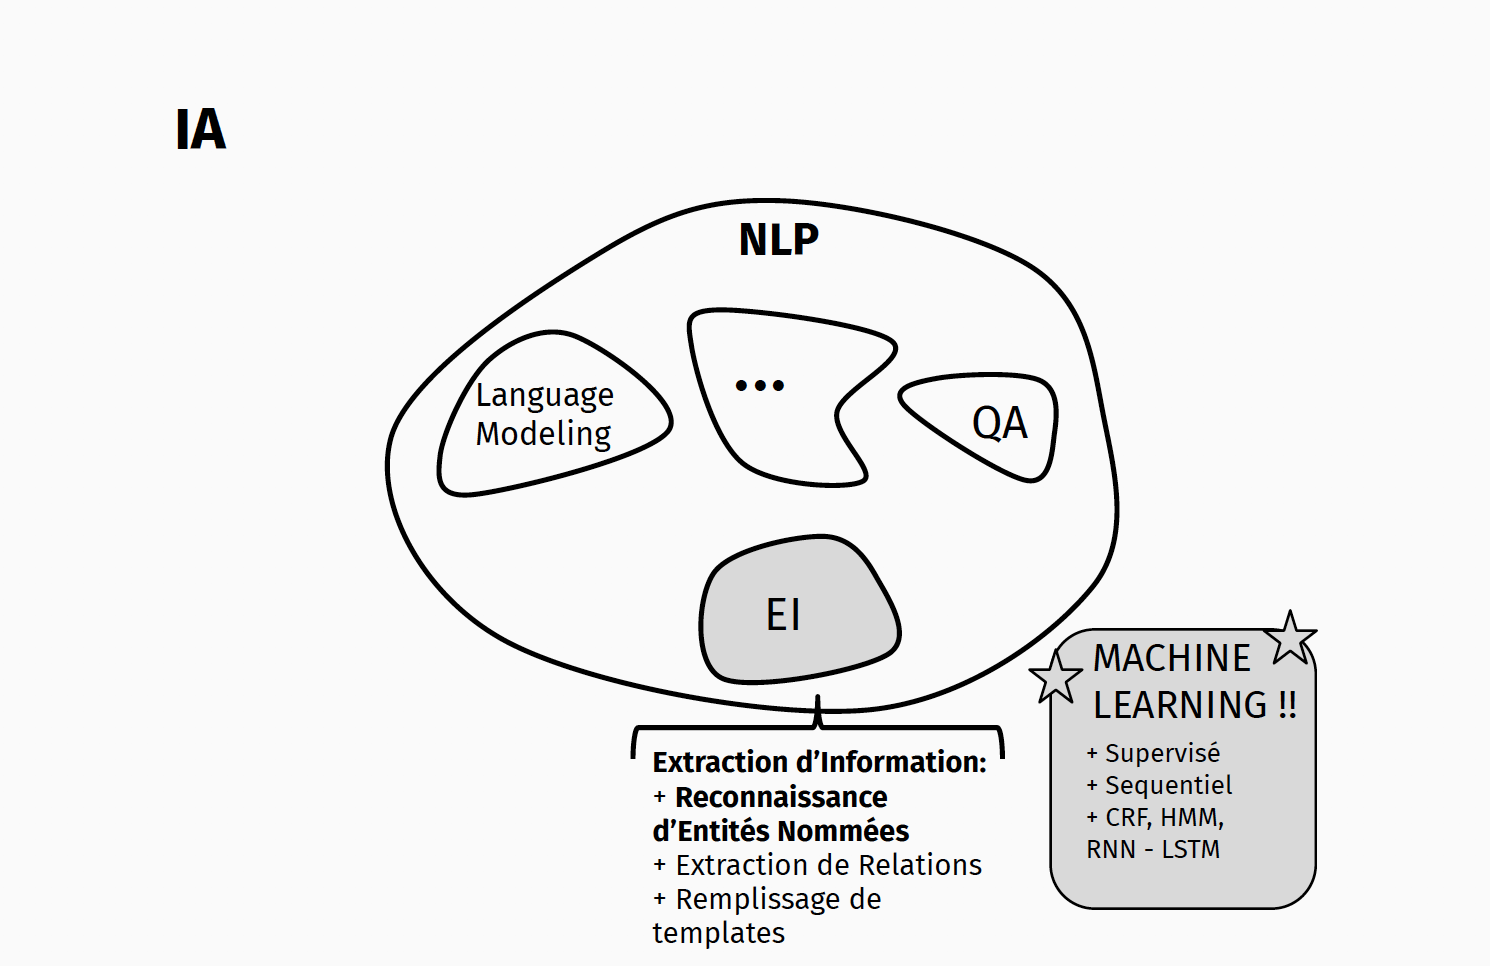 IA
NLP
Language
Modeling
•••
QA
EI
Extraction d’Information:
+ Reconnaissance
d’Entités Nommées
+ Extraction de Relations
+ Remplissage de
templates
MACHINE
LEARNING !!
+ Supervisé
+ Sequentiel
+ CRF, HMM,
RNN - LSTM